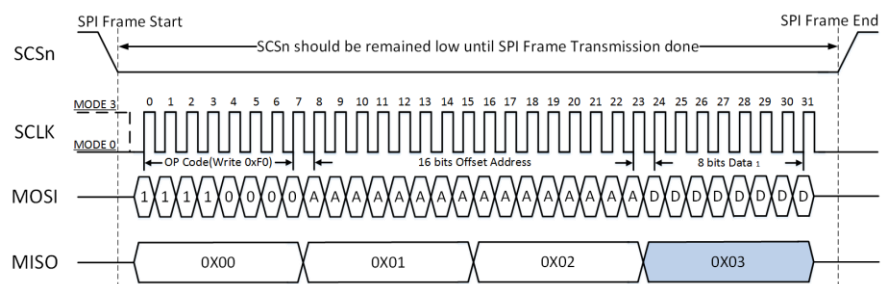 SPI Frame Start
SPI Frame End
SCSn
SCSn should be remained low until SPI Frame Transmission done
MODE 3
0 1 2 3 4 5 6 7 8 9 10 11 12 13 14 15 16 17 18 19 20 21 22 23 24 25 26 27 28 29 30 31
SCLK
MODE 0
OP Code(Write 0xF0) 16 bits Offset Address 8 bits Data 1
MOSI 1 1 1 1 0 0 0 0 A A A A A A A A A A A A A A A A D D D D D D D D
MISO 0X00 0X01 0X02 0X03